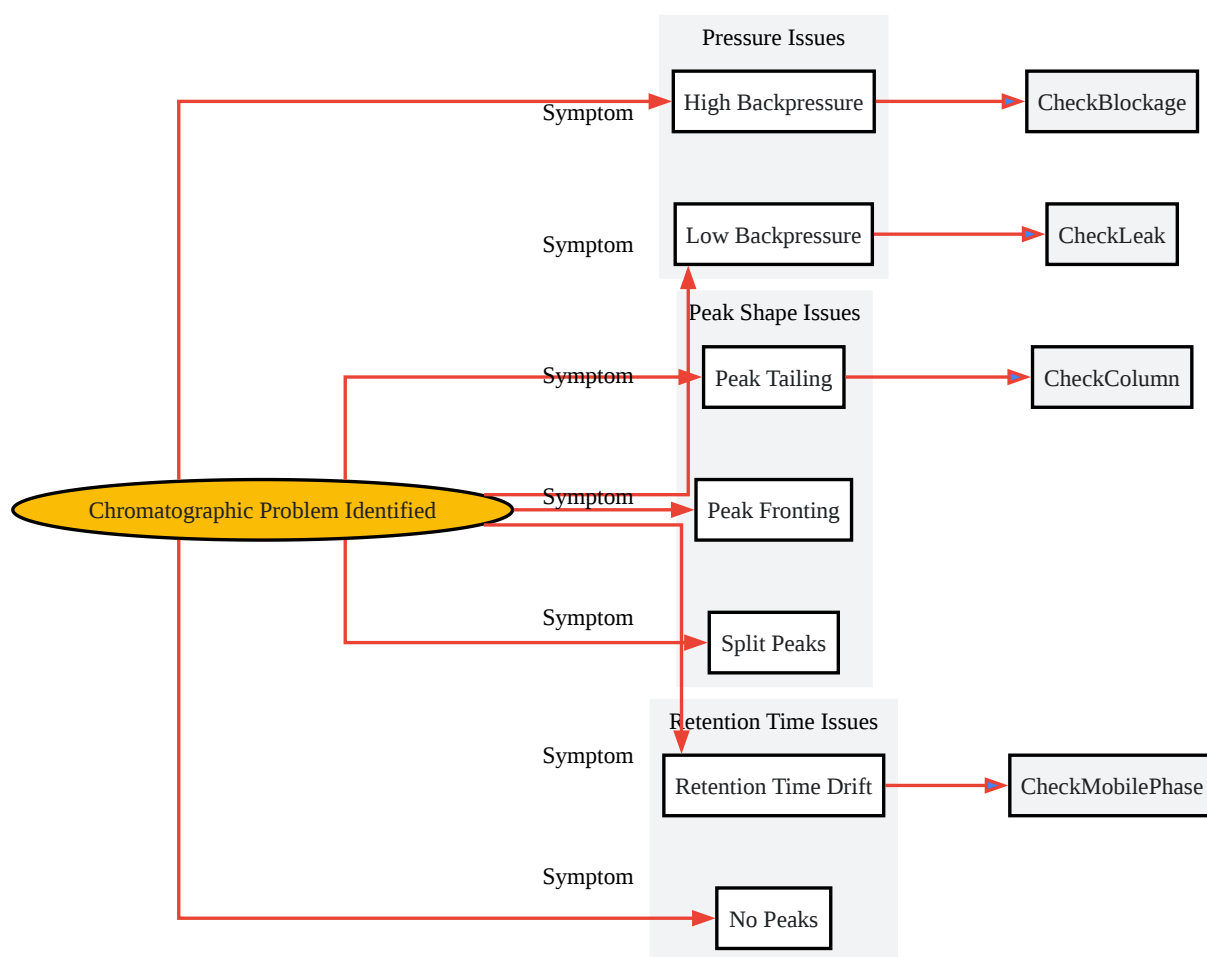 Pressure Issues
High Backpressure
CheckBlockage
Symptom
Low Backpressure
CheckLeak
Symptom
Peak Shape Issues
Symptom
Peak Tailing
CheckColumn
Chromatographic Problem Identified
Symptom
Peak Fronting
Symptom
Split Peaks
Retention Time Issues
Symptom
Retention Time Drift
CheckMobilePhase
Symptom
No Peaks